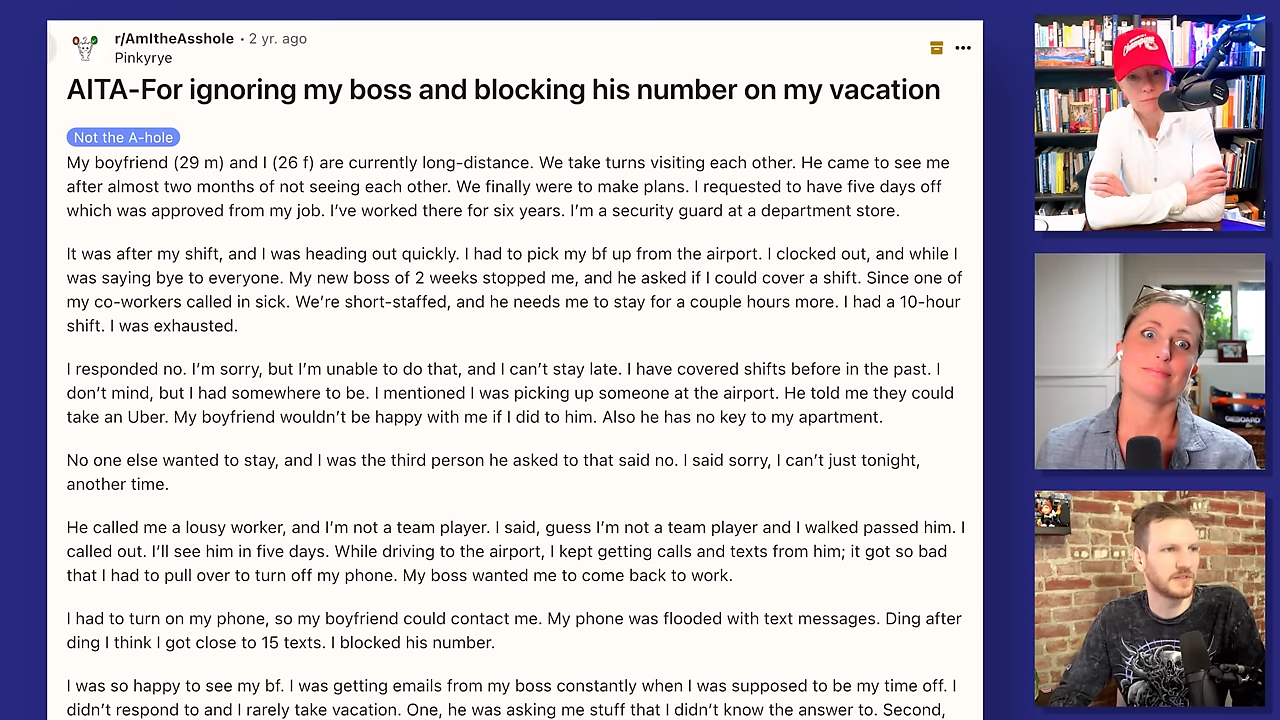 r/AmItheAsshole • 2 yr. ago
Pinkyrye
AITA-For ignoring my boss and blocking his number on my vacation
Not the A-hole
My boyfriend (29 m) and I (26 f) are currently long-distance. We take turns visiting each other. He came to see me
after almost two months of not seeing each other. We finally were to make plans. I requested to have five days off
which was approved from my job. I’ve worked there for six years. I’m a security guard at a department store.
It was after my shift, and I was heading out quickly. I had to pick my bf up from the airport. I clocked out, and while I
was saying bye to everyone. My new boss of 2 weeks stopped me, and he asked if I could cover a shift. Since one of
my co-workers called in sick. We’re short-staffed, and he needs me to stay for a couple hours more. I had a 10-hour
shift. I was exhausted.
I responded no. I’m sorry, but I’m unable to do that, and I can’t stay late. I have covered shifts before in the past. I
don’t mind, but I had somewhere to be. I mentioned I was picking up someone at the airport. He told me they could
take an Uber. My boyfriend wouldn’t be happy with me if I did to him. Also he has no key to my apartment.
No one else wanted to stay, and I was the third person he asked to that said no. I said sorry, I can’t just tonight,
another time.
He called me a lousy worker, and I’m not a team player. I said, guess I’m not a team player and I walked passed him. I
called out. I’ll see him in five days. While driving to the airport, I kept getting calls and texts from him; it got so bad
that I had to pull over to turn off my phone. My boss wanted me to come back to work.
I had to turn on my phone, so my boyfriend could contact me. My phone was flooded with text messages. Ding after
ding I think I got close to 15 texts. I blocked his number.
I was so happy to see my bf. I was getting emails from my boss constantly when I was supposed to be my time off. I
didn’t respond to and I rarely take vacation. One, he was asking me stuff that I didn’t know the answer to. Second,